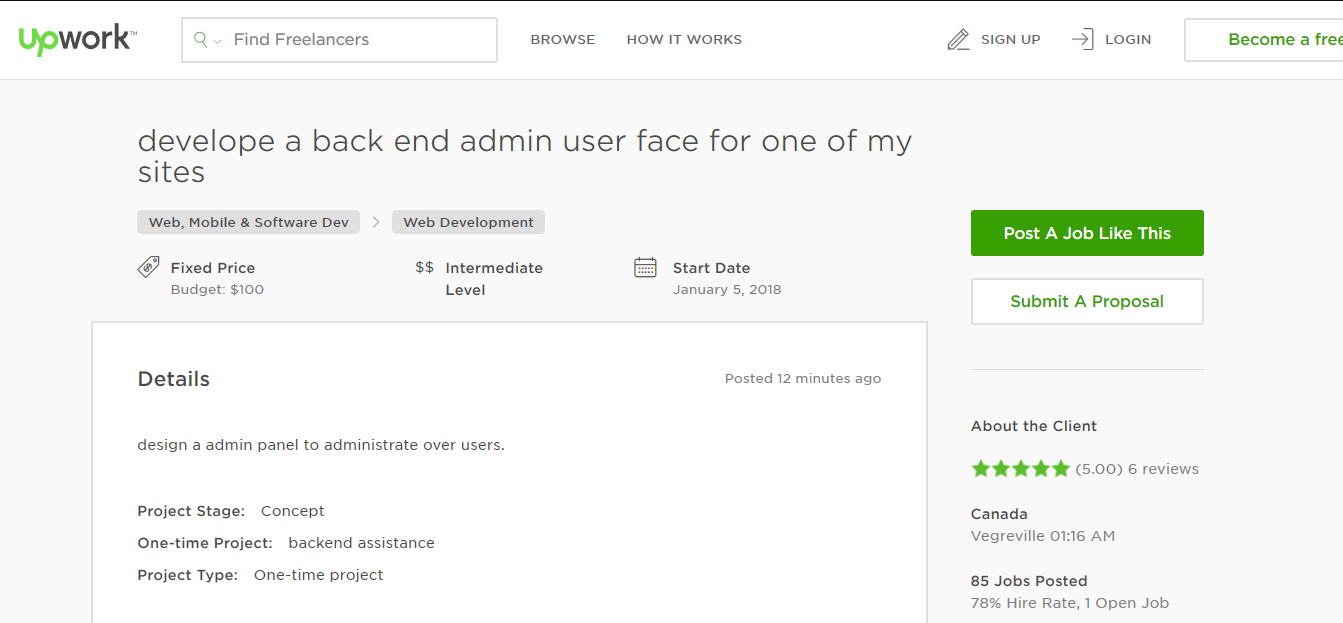 upwork™
Find Freelancers
BROWSE
HOW IT WORKS
SIGN UP
LOGIN
Become a free
develope a back end admin user face for one of my
sites
Web, Mobile & Software Dev
Web Development
Fixed Price
Budget: $100
$$ Intermediate
Level
Start Date
January 5, 2018
Post A Job Like This
Submit A Proposal
Details
Posted 12 minutes ago
design a admin panel to administrate over users.
Project Stage: Concept
One-time Project: backend assistance
Project Type: One-time project
About the Client
(5.00) 6 reviews
Canada
Vegreville 01:16 AM
85 Jobs Posted
78% Hire Rate, 1 Open Job